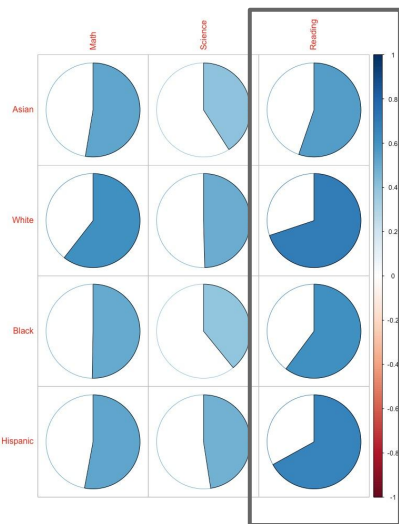 Math
Science
Reading
Asian
White
Black
Hispanic
1
0.8
0.6
0.4
0.2
0
-0.2
-0.4
-0.6
-0.8
-1